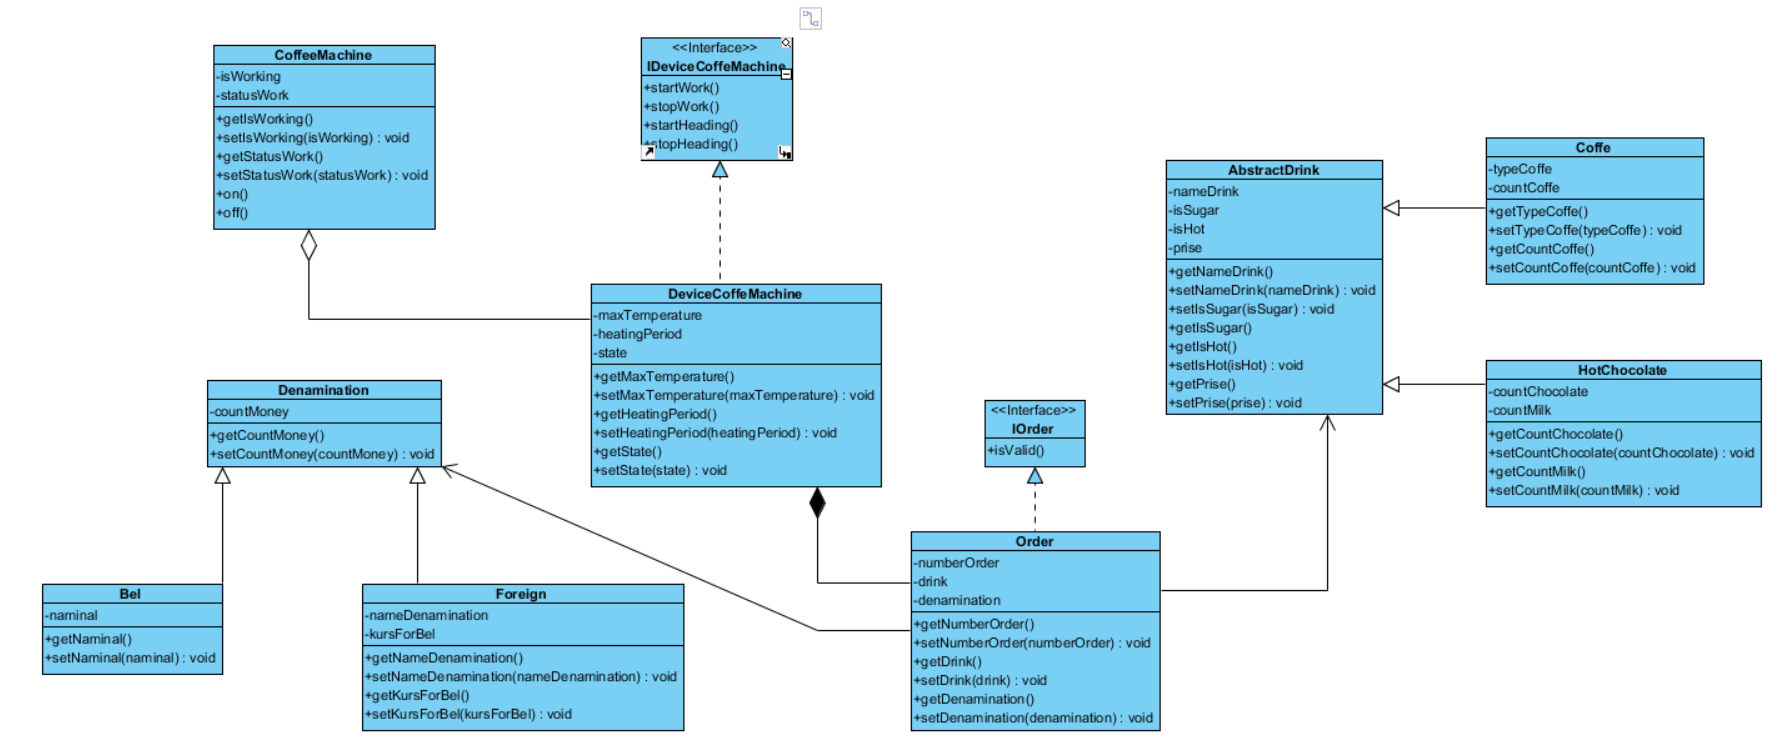 CoffeeMachine
-isWorking
-statusWork
+getIsWorking()
+setIsWorking(isWorking) : void
+getStatusWork()
+setStatusWork(statusWork) : void
+on()
+off()
<<Interface>>
IDeviceCoffeMachine
+startWork()
+stopWork()
+startHeading()
+stopHeading()
DeviceCoffeMachine
-maxTemperature
-heatingPeriod
-state
+getMaxTemperature()
+setMaxTemperature(maxTemperature) : void
+getHeatingPeriod()
+setHeatingPeriod(heatingPeriod) : void
+getState()
+setState(state) : void
AbstractDrink
-nameDrink
-isSugar
-isHot
-prise
+getNameDrink()
+setNameDrink(nameDrink) : void
+setIsSugar(isSugar) : void
+getIsSugar()
+getIsHot()
+setIsHot(isHot) : void
+getPrise()
+setPrise(prise) : void
Coffe
-typeCoffe
-countCoffe
+getTypeCoffe()
+setTypeCoffe(typeCoffe) : void
+getCountCoffe()
+setCountCoffe(countCoffe) : void
HotChocolate
-countChocolate
-countMilk
+getCountChocolate()
+setCountChocolate(countChocolate) : void
+getCountMilk()
+setCountMilk(countMilk) : void
Denamination
-countMoney
+getCountMoney()
+setCountMoney(countMoney) : void
<<Interface>>
IOrder
+isValid()
Bel
-naminal
+getNaminal()
+setNaminal(naminal) : void
Foreign
-nameDenamination
-kursForBel
+getNameDenamination()
+setNameDenamination(nameDenamination) : void
+getKursForBel()
+setKursForBel(kursForBel) : void
Order
-numberOrder
-drink
-denamination
+getNumberOrder()
+setNumberOrder(numberOrder) : void
+getDrink()
+setDrink(drink) : void
+getDenamination()
+setDenamination(denamination) : void